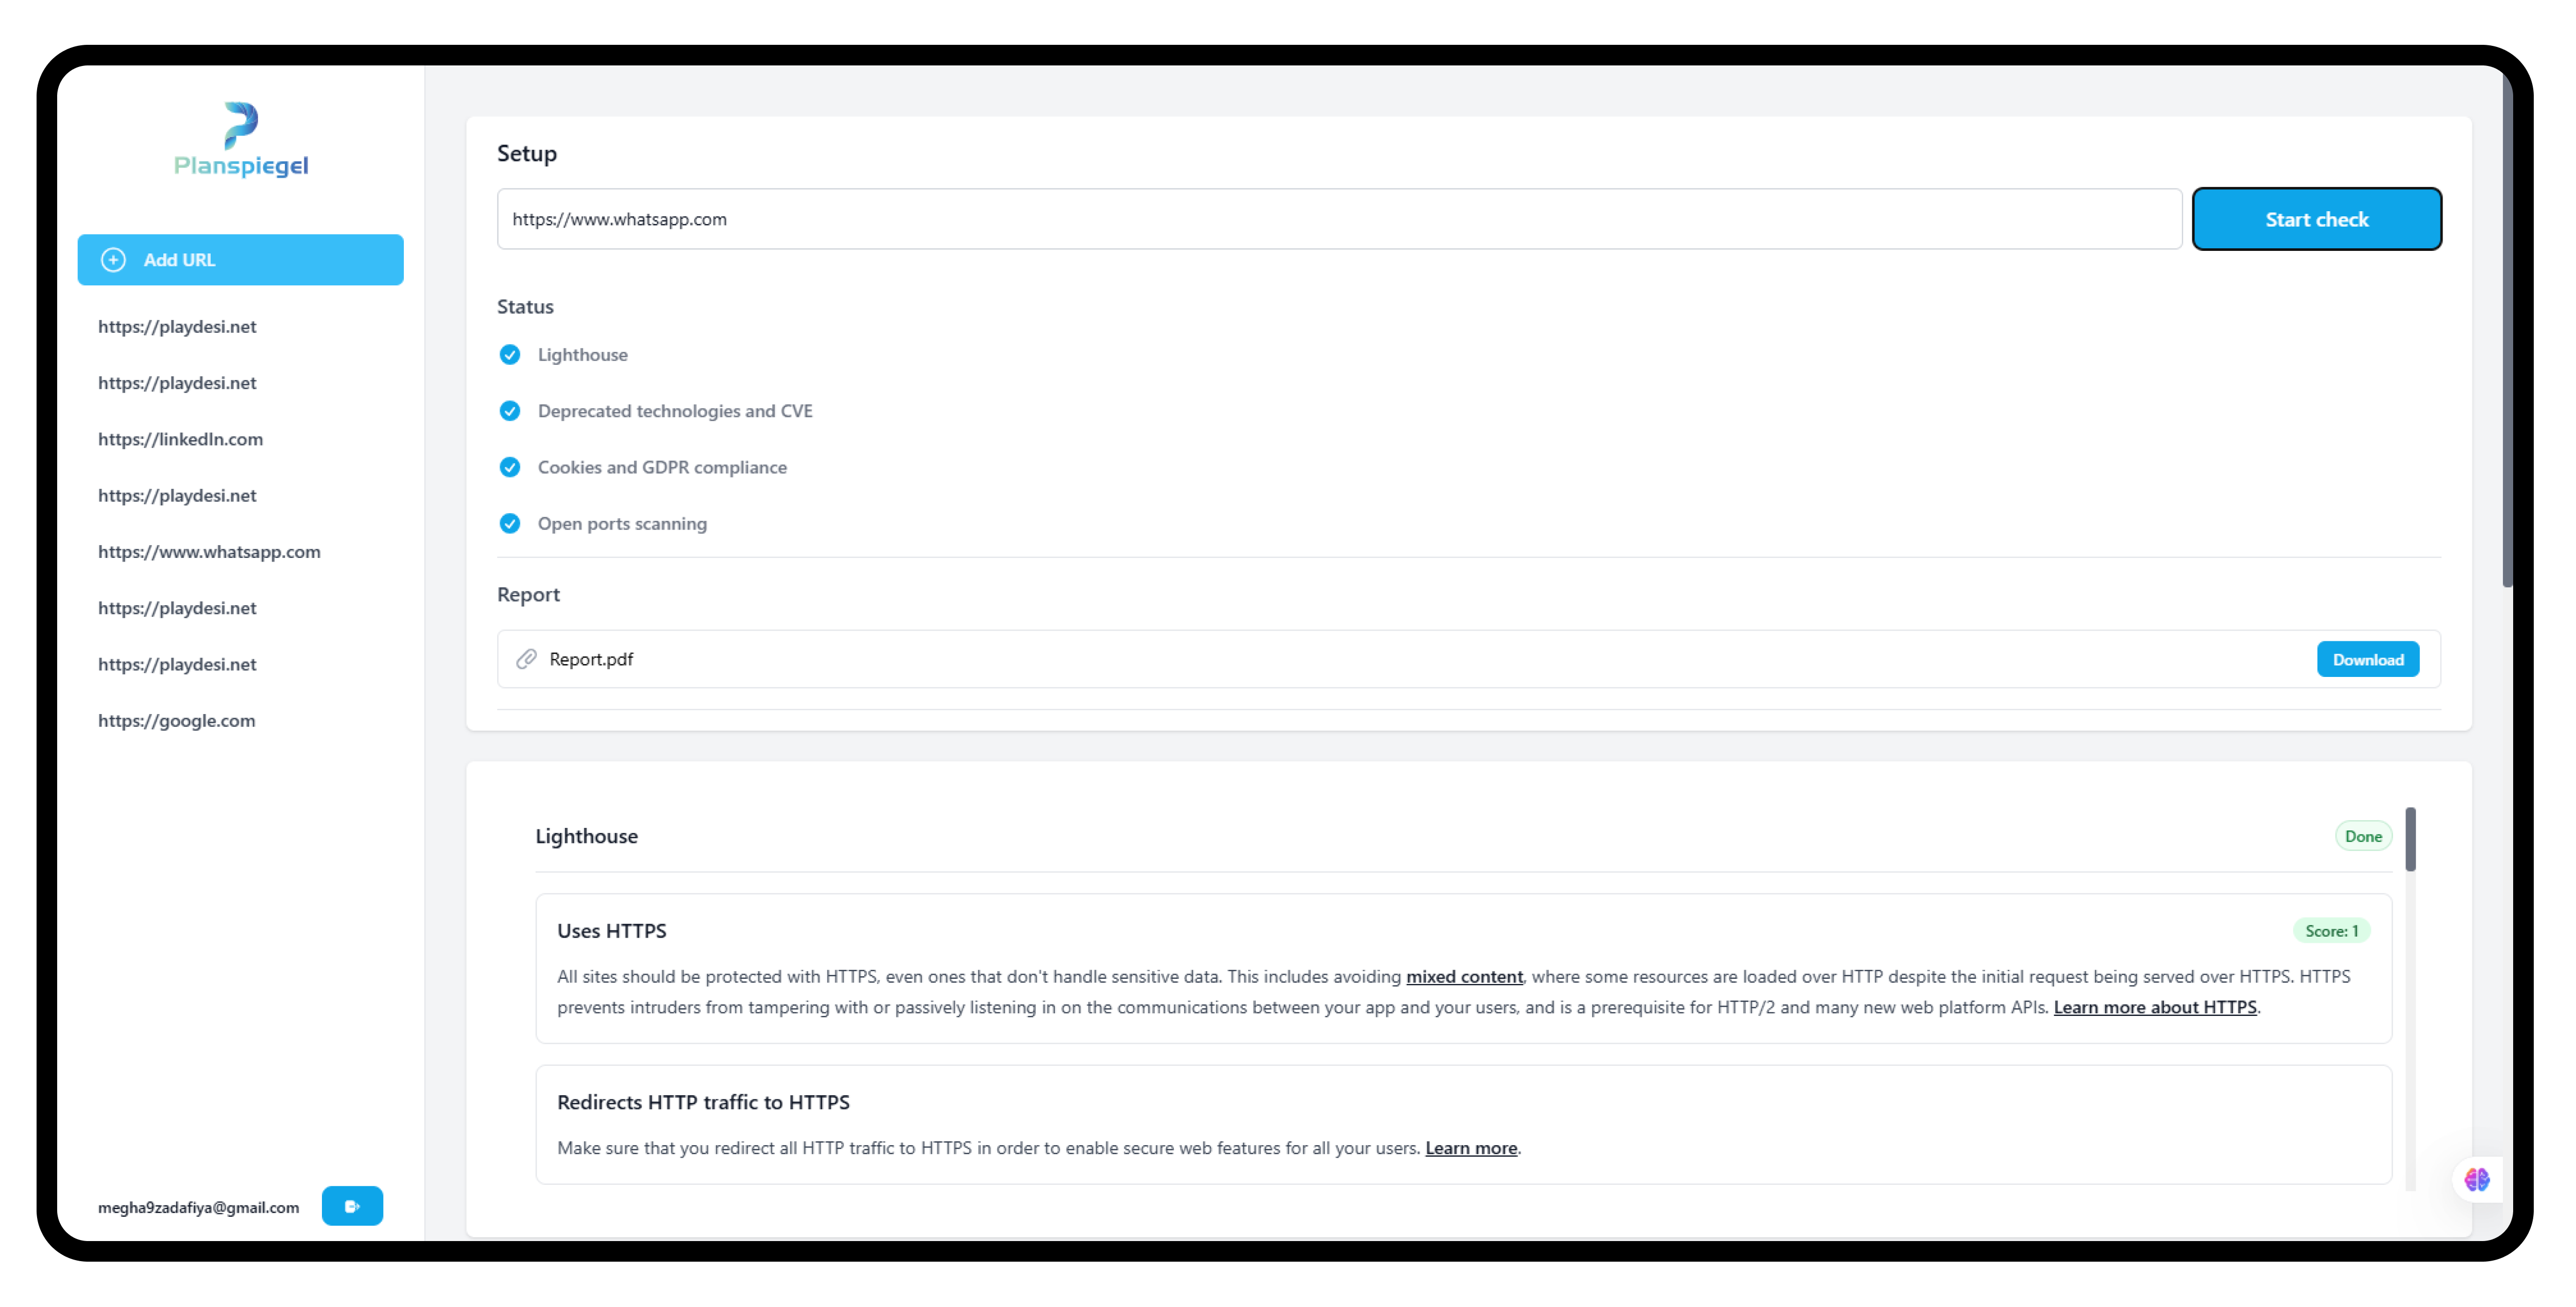 Planspiegel
Add URL
https://playdesi.net
https://playdesi.net
https://linkedln.com
https://playdesi.net
https://www.whatsapp.com
https://playdesi.net
https://playdesi.net
https://google.com
megha9zadafiya@gmail.com
Setup
https://www.whatsapp.com
Start check
Status
Lighthouse
Deprecated technologies and CVE
Cookies and GDPR compliance
Open ports scanning
Report
Report.pdf
Download
Lighthouse
Done
Uses HTTPS
Score: 1
All sites should be protected with HTTPS, even ones that don't handle sensitive data. This includes avoiding mixed content, where some resources are loaded over HTTP despite the initial request being served over HTTPS. HTTPS
prevents intruders from tampering with or passively listening in on the communications between your app and your users, and is a prerequisite for HTTP/2 and many new web platform APIs. Learn more about HTTPS.
Redirects HTTP traffic to HTTPS
Make sure that you redirect all HTTP traffic to HTTPS in order to enable secure web features for all your users. Learn more.